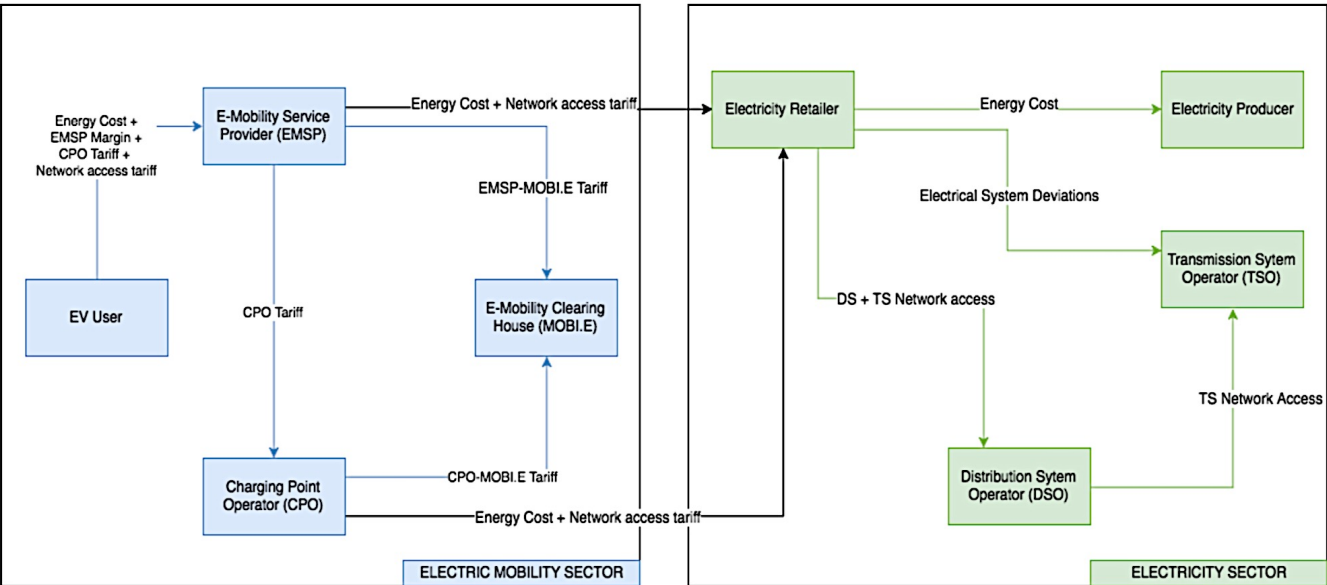 Energy Cost +
EMSP Margin +
CPO Tariff +
Network access tariff
E-Mobility Service
Provider (EMSP)
Energy Cost + Network access tariff
Electricity Retailer
Energy Cost
Electricity Producer
EMSP-MOBI.E Tariff
Electrical System Deviations
Transmission Sytem
Operator (TSO)
EV User
CPO Tariff
E-Mobility Clearing
House (MOBI.E)
DS + TS Network access
TS Network Access
Charging Point
Operator (CPO)
CPO-MOBI.E Tariff
Energy Cost + Network access tariff
Distribution Sytem
Operator (DSO)
ELECTRIC MOBILITY SECTOR
ELECTRICITY SECTOR